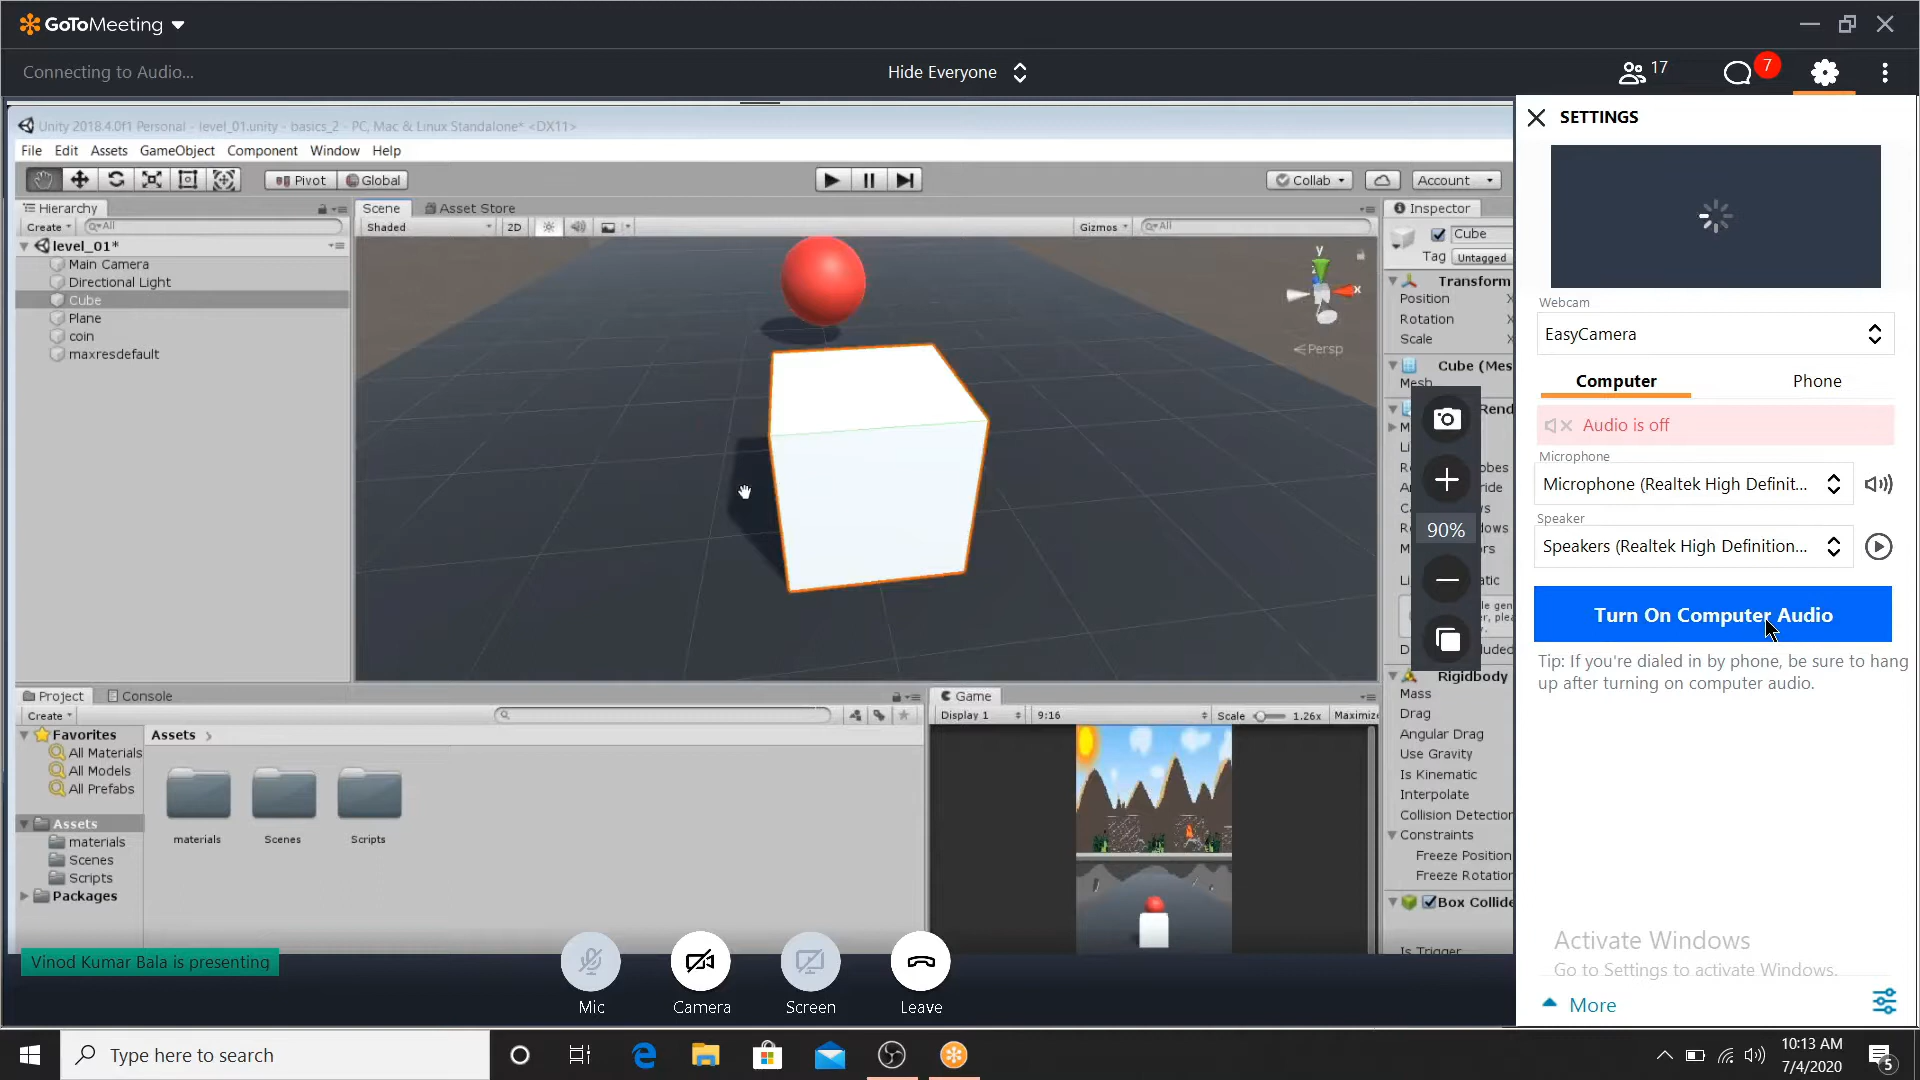 GoToMeeting
Connecting to Audio...
Hide Everyone
17
7
SETTINGS
Unity 2018.4.0f1 Personal - level_01.unity - basics_2 - PC, Mac & Linux Standalone* <DX11>
File Edit Assets GameObject Component Window Help
Pivot Global
Collab
Account
Hierarchy
Scene Asset Store
Inspector
Create All
Shaded 2D
Gizmos All
level_01*
Main Camera
Directional Light
Cube
Plane
coin
maxresdefault
y
x
Persp
Cube
Tag Untagged
Transform
Position X
Rotation X
Scale X
Cube (Mes
Mesh
Rend
90%
Rigidbody
Mass
Drag
Angular Drag
Use Gravity
Is Kinematic
Interpolate
Collision Detection
Constraints
Freeze Position
Freeze Rotation
Box Collide
Is Trigger
Webcam
EasyCamera
Computer Phone
Audio is off
Microphone
Microphone (Realtek High Definit...
Speaker
Speakers (Realtek High Definition...
Turn On Computer Audio
Tip: If you're dialed in by phone, be sure to hang
up after turning on computer audio.
Project Console
Create
Favorites
All Materials
All Models
All Prefabs
Assets
materials
Scenes
Scripts
Packages
Assets
materials Scenes Scripts
Game
Display 1 9:16 Scale 1.26x Maximize
Vinod Kumar Bala is presenting
Mic Camera Screen Leave
Activate Windows
Go to Settings to activate Windows.
More
Type here to search
10:13 AM
7/4/2020
5